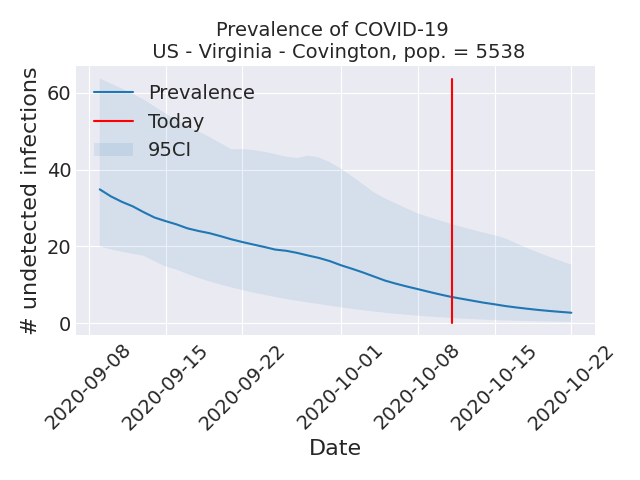 Prevalence of COVID-19
US - Virginia - Covington, pop. = 5538
# undetected infections
60
40
20
0
Prevalence
Today
95CI
2020-09-08
2020-09-15
2020-09-22
2020-10-01
2020-10-08
2020-10-15
2020-10-22
Date